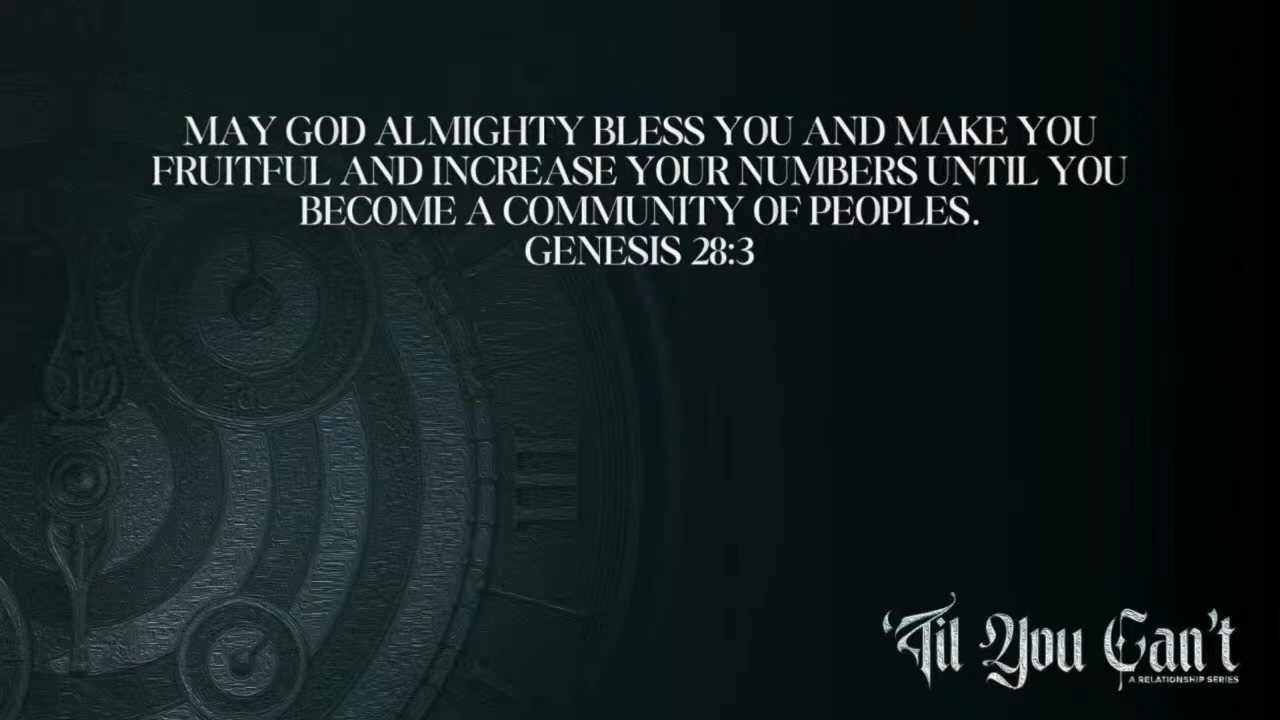 MAY GOD ALMIGHTY BLESS YOU AND MAKE YOU
FRUITFUL AND INCREASE YOUR NUMBERS UNTIL YOU
BECOME A COMMUNITY OF PEOPLES.
GENESIS 28:3
'Til You Can't
A RELATIONSHIP SERIES